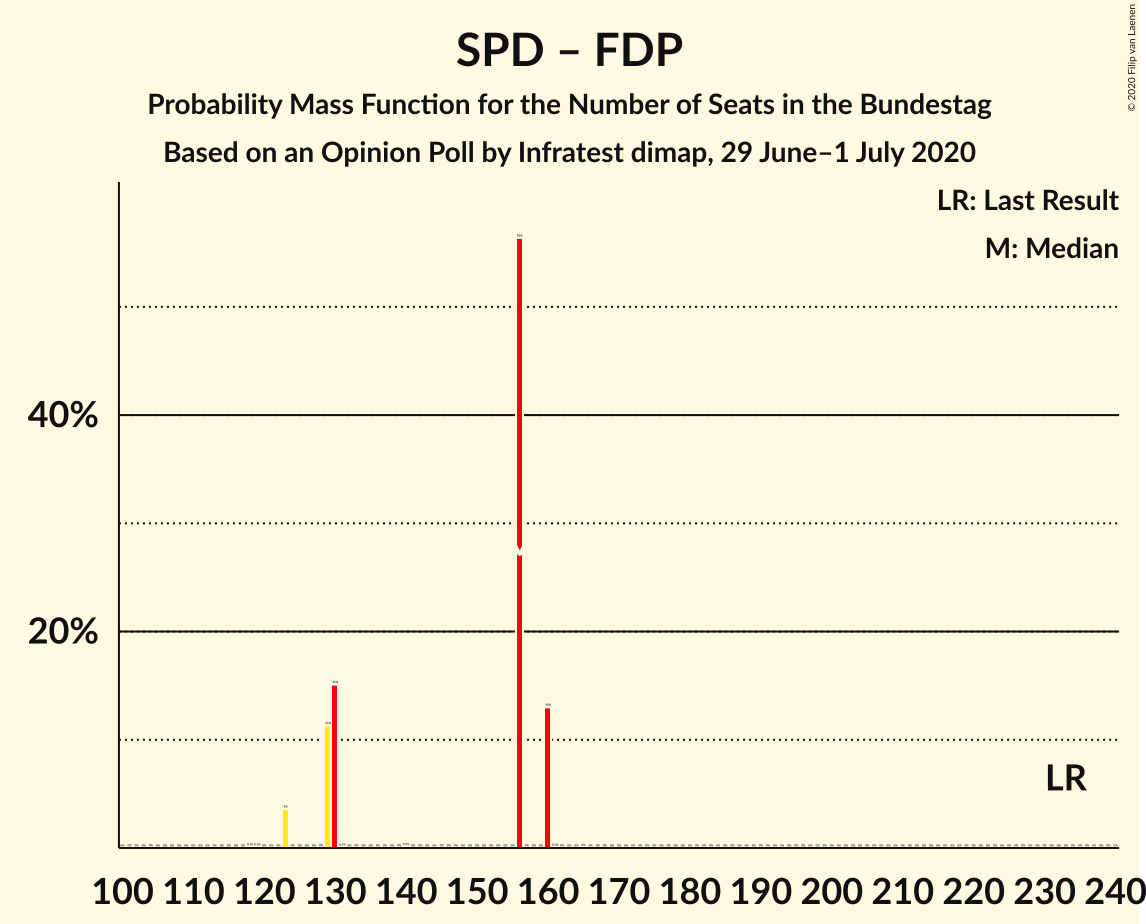 SPD – FDP
Probability Mass Function for the Number of Seats in the Bundestag
Based on an Opinion Poll by Infratest dimap, 29 June–1 July 2020
© 2020 Filip van Laenen
LR: Last Result
M: Median
40%
20%
LR
100 110 120 130 140 150 160 170 180 190 200 210 220 230 240